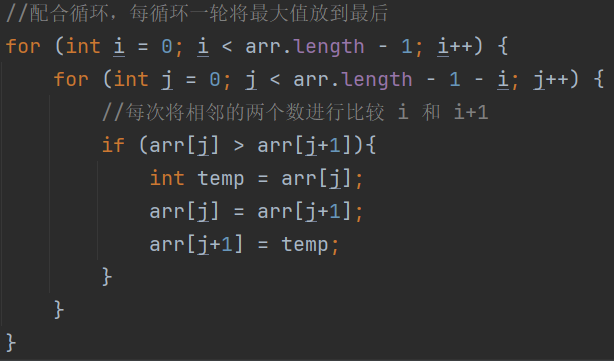 //配合循环，每循环一轮将最大值放到最后
for (int i = 0; i < arr.length - 1; i++) {
    for (int j = 0; j < arr.length - 1 - i; j++) {
        //每次将相邻的两个数进行比较 i 和 i+1
        if (arr[j] > arr[j+1]){
            int temp = arr[j];
            arr[j] = arr[j+1];
            arr[j+1] = temp;
        }
    }
}